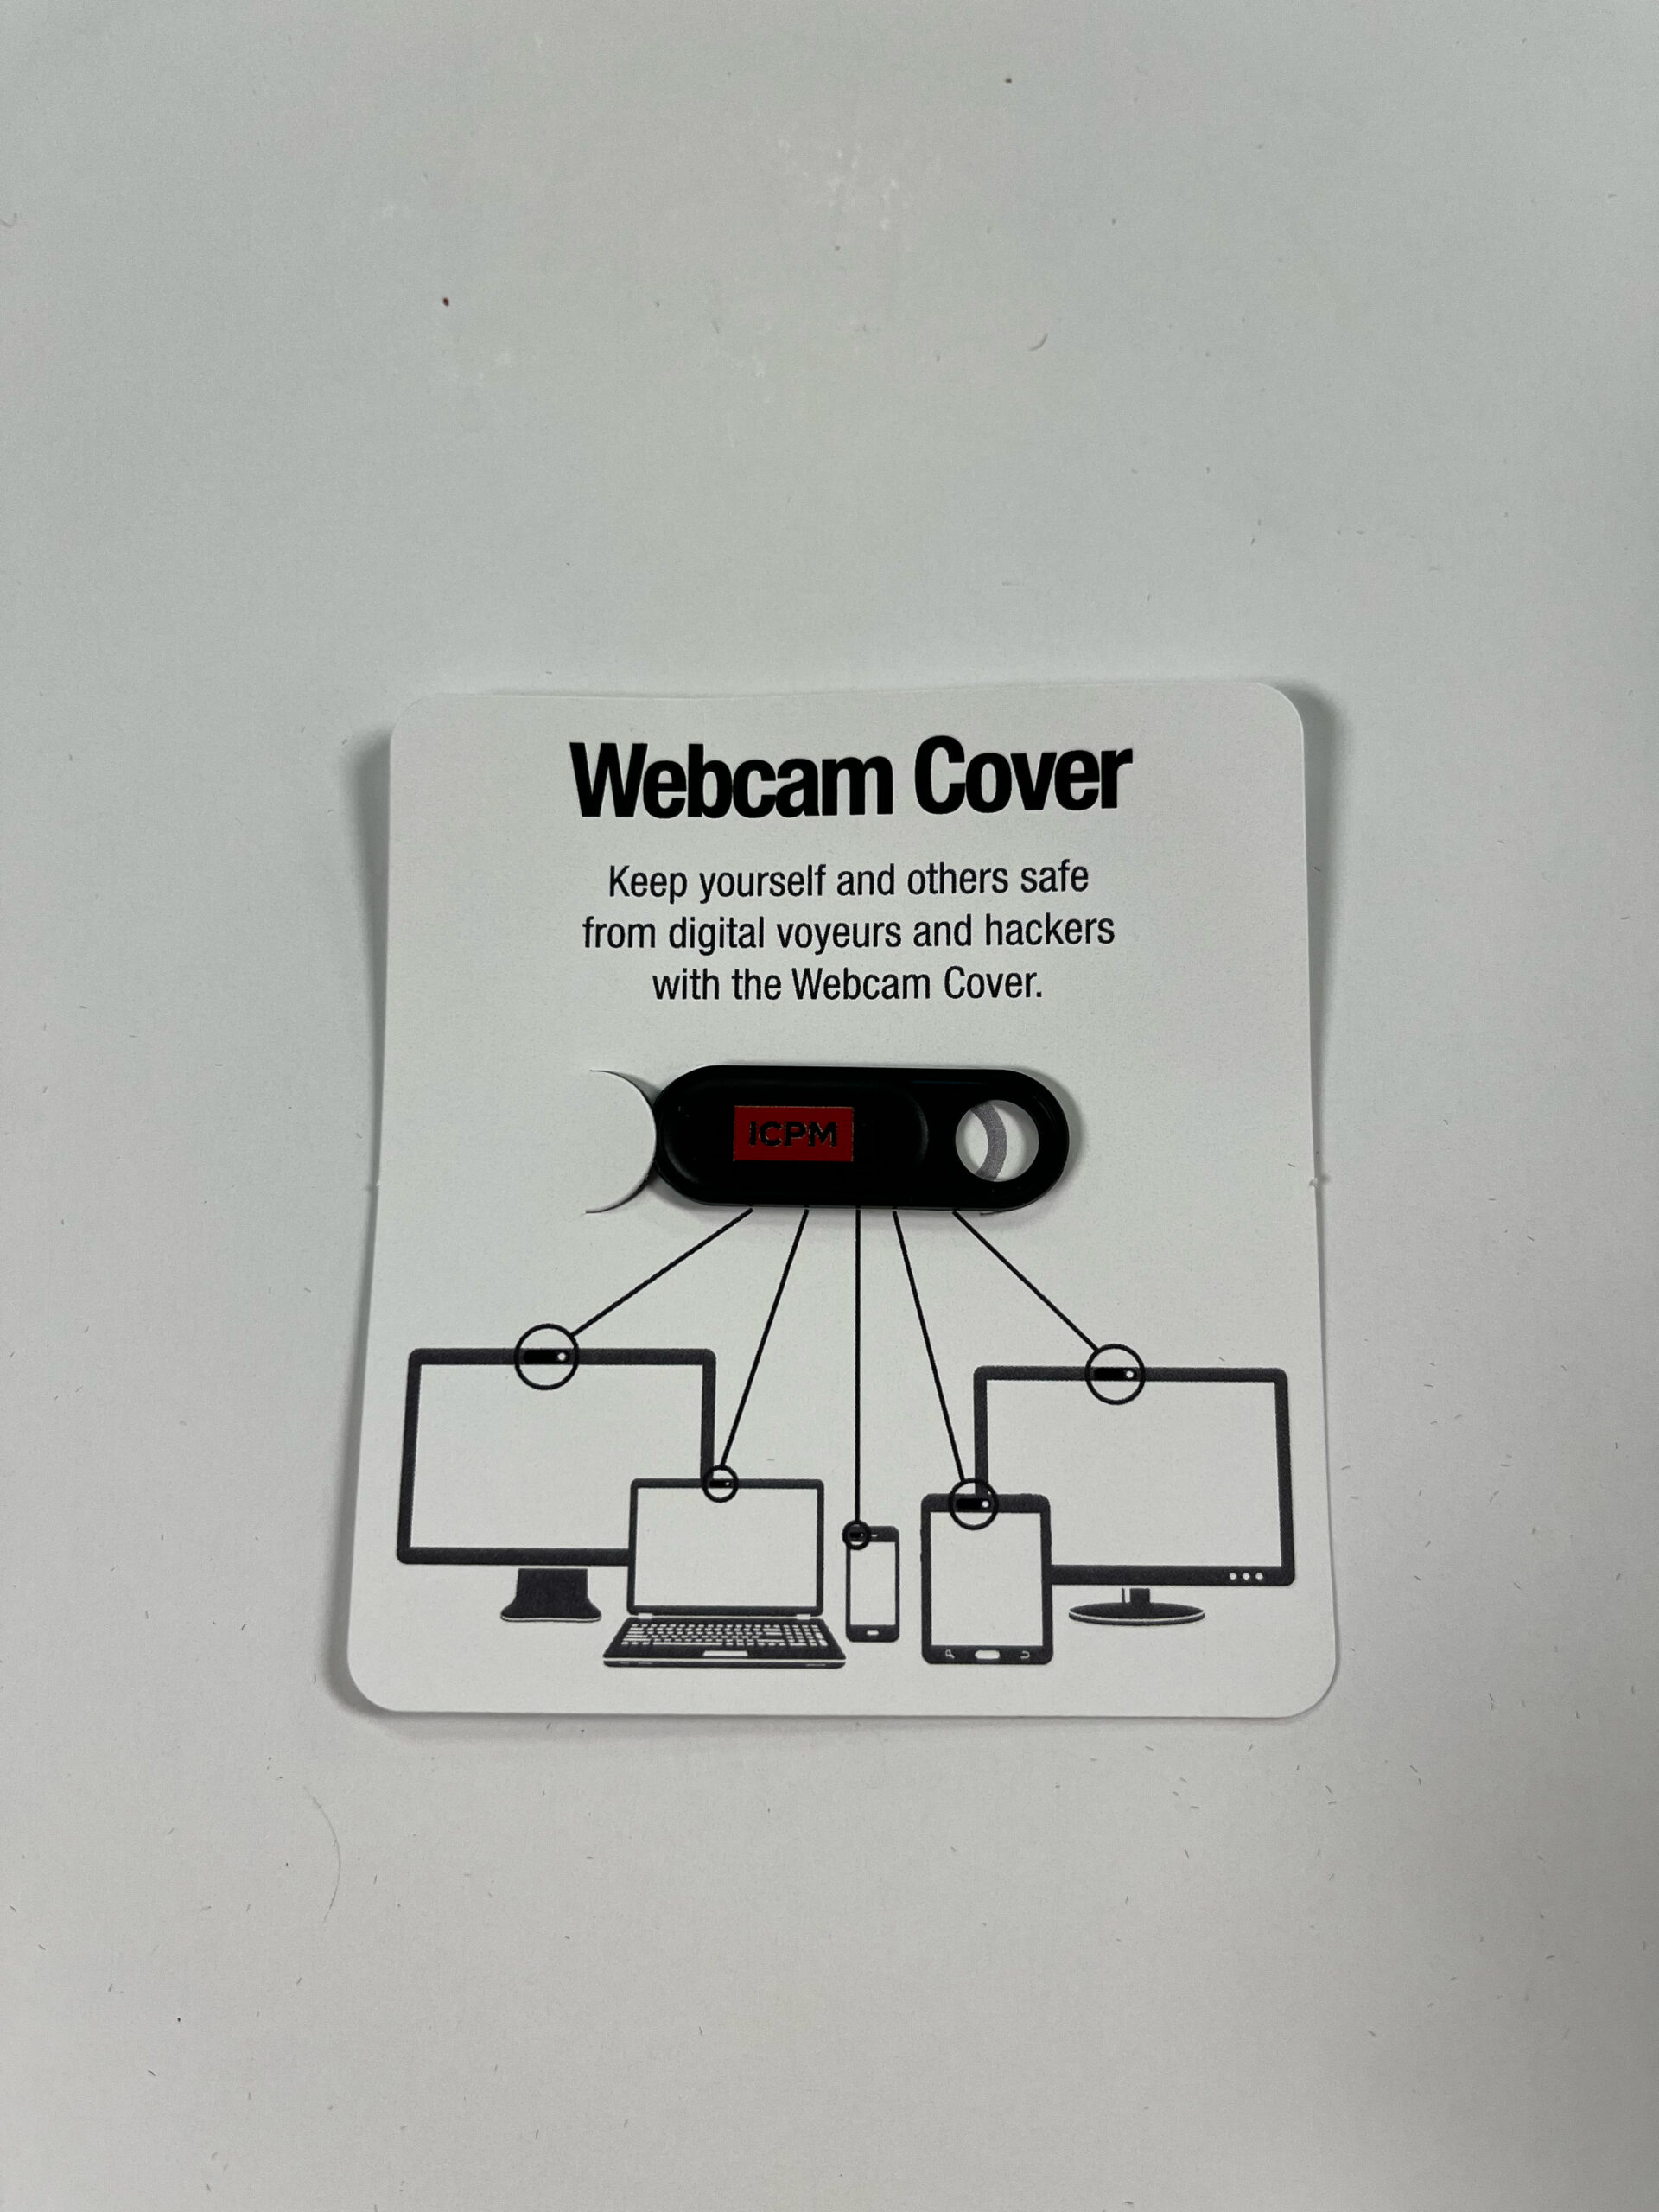 Webcam Cover
Keep yourself and others safe
from digital voyeurs and hackers
with the Webcam Cover.
ICPM